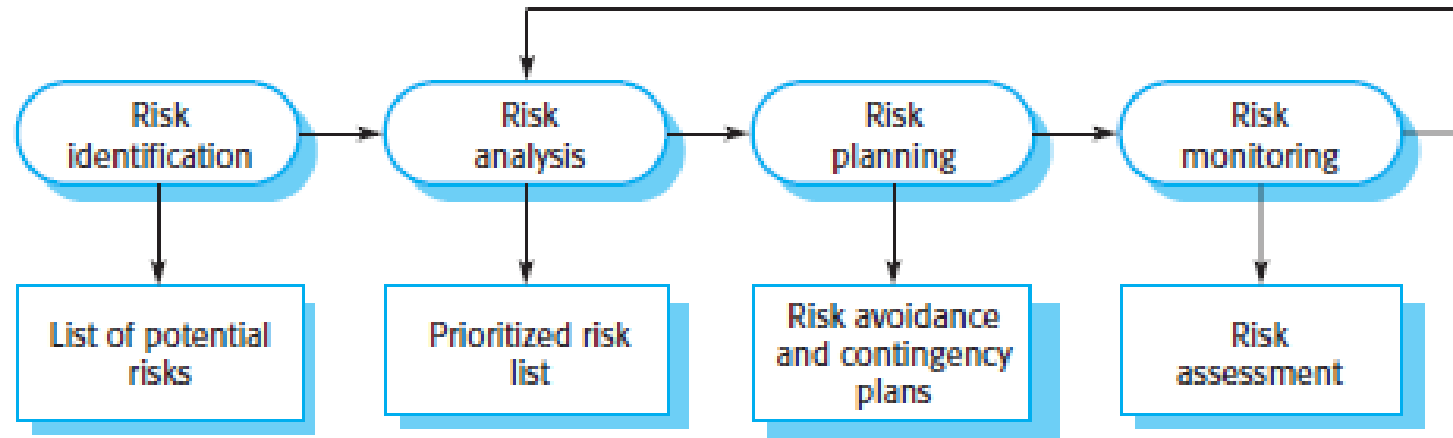 Risk
identification
Risk
analysis
Risk
planning
Risk
monitoring
List of potential
risks
Prioritized risk
list
Risk avoidance
and contingency
plans
Risk
assessment